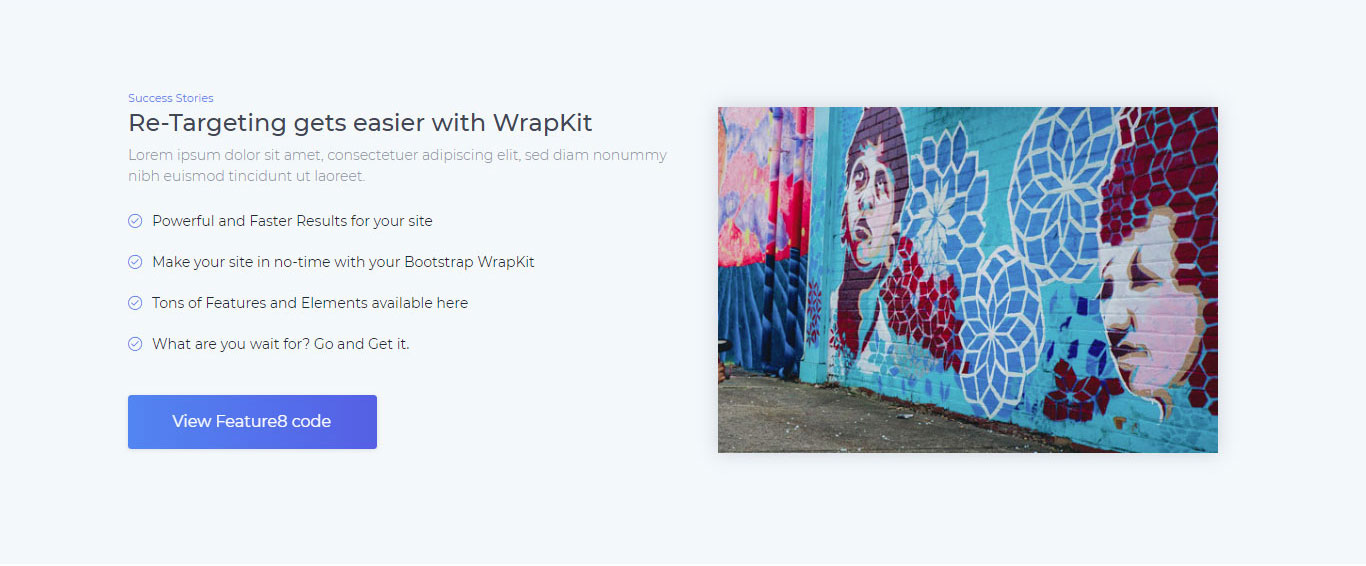 Success Stories
Re-Targeting gets easier with WrapKit
Lorem ipsum dolor sit amet, consectetuer adipiscing elit, sed diam nonummy
nibh euismod tincidunt ut laoreet.
Powerful and Faster Results for your site
Make your site in no-time with your Bootstrap WrapKit
Tons of Features and Elements available here
What are you wait for? Go and Get it.
View Feature8 code